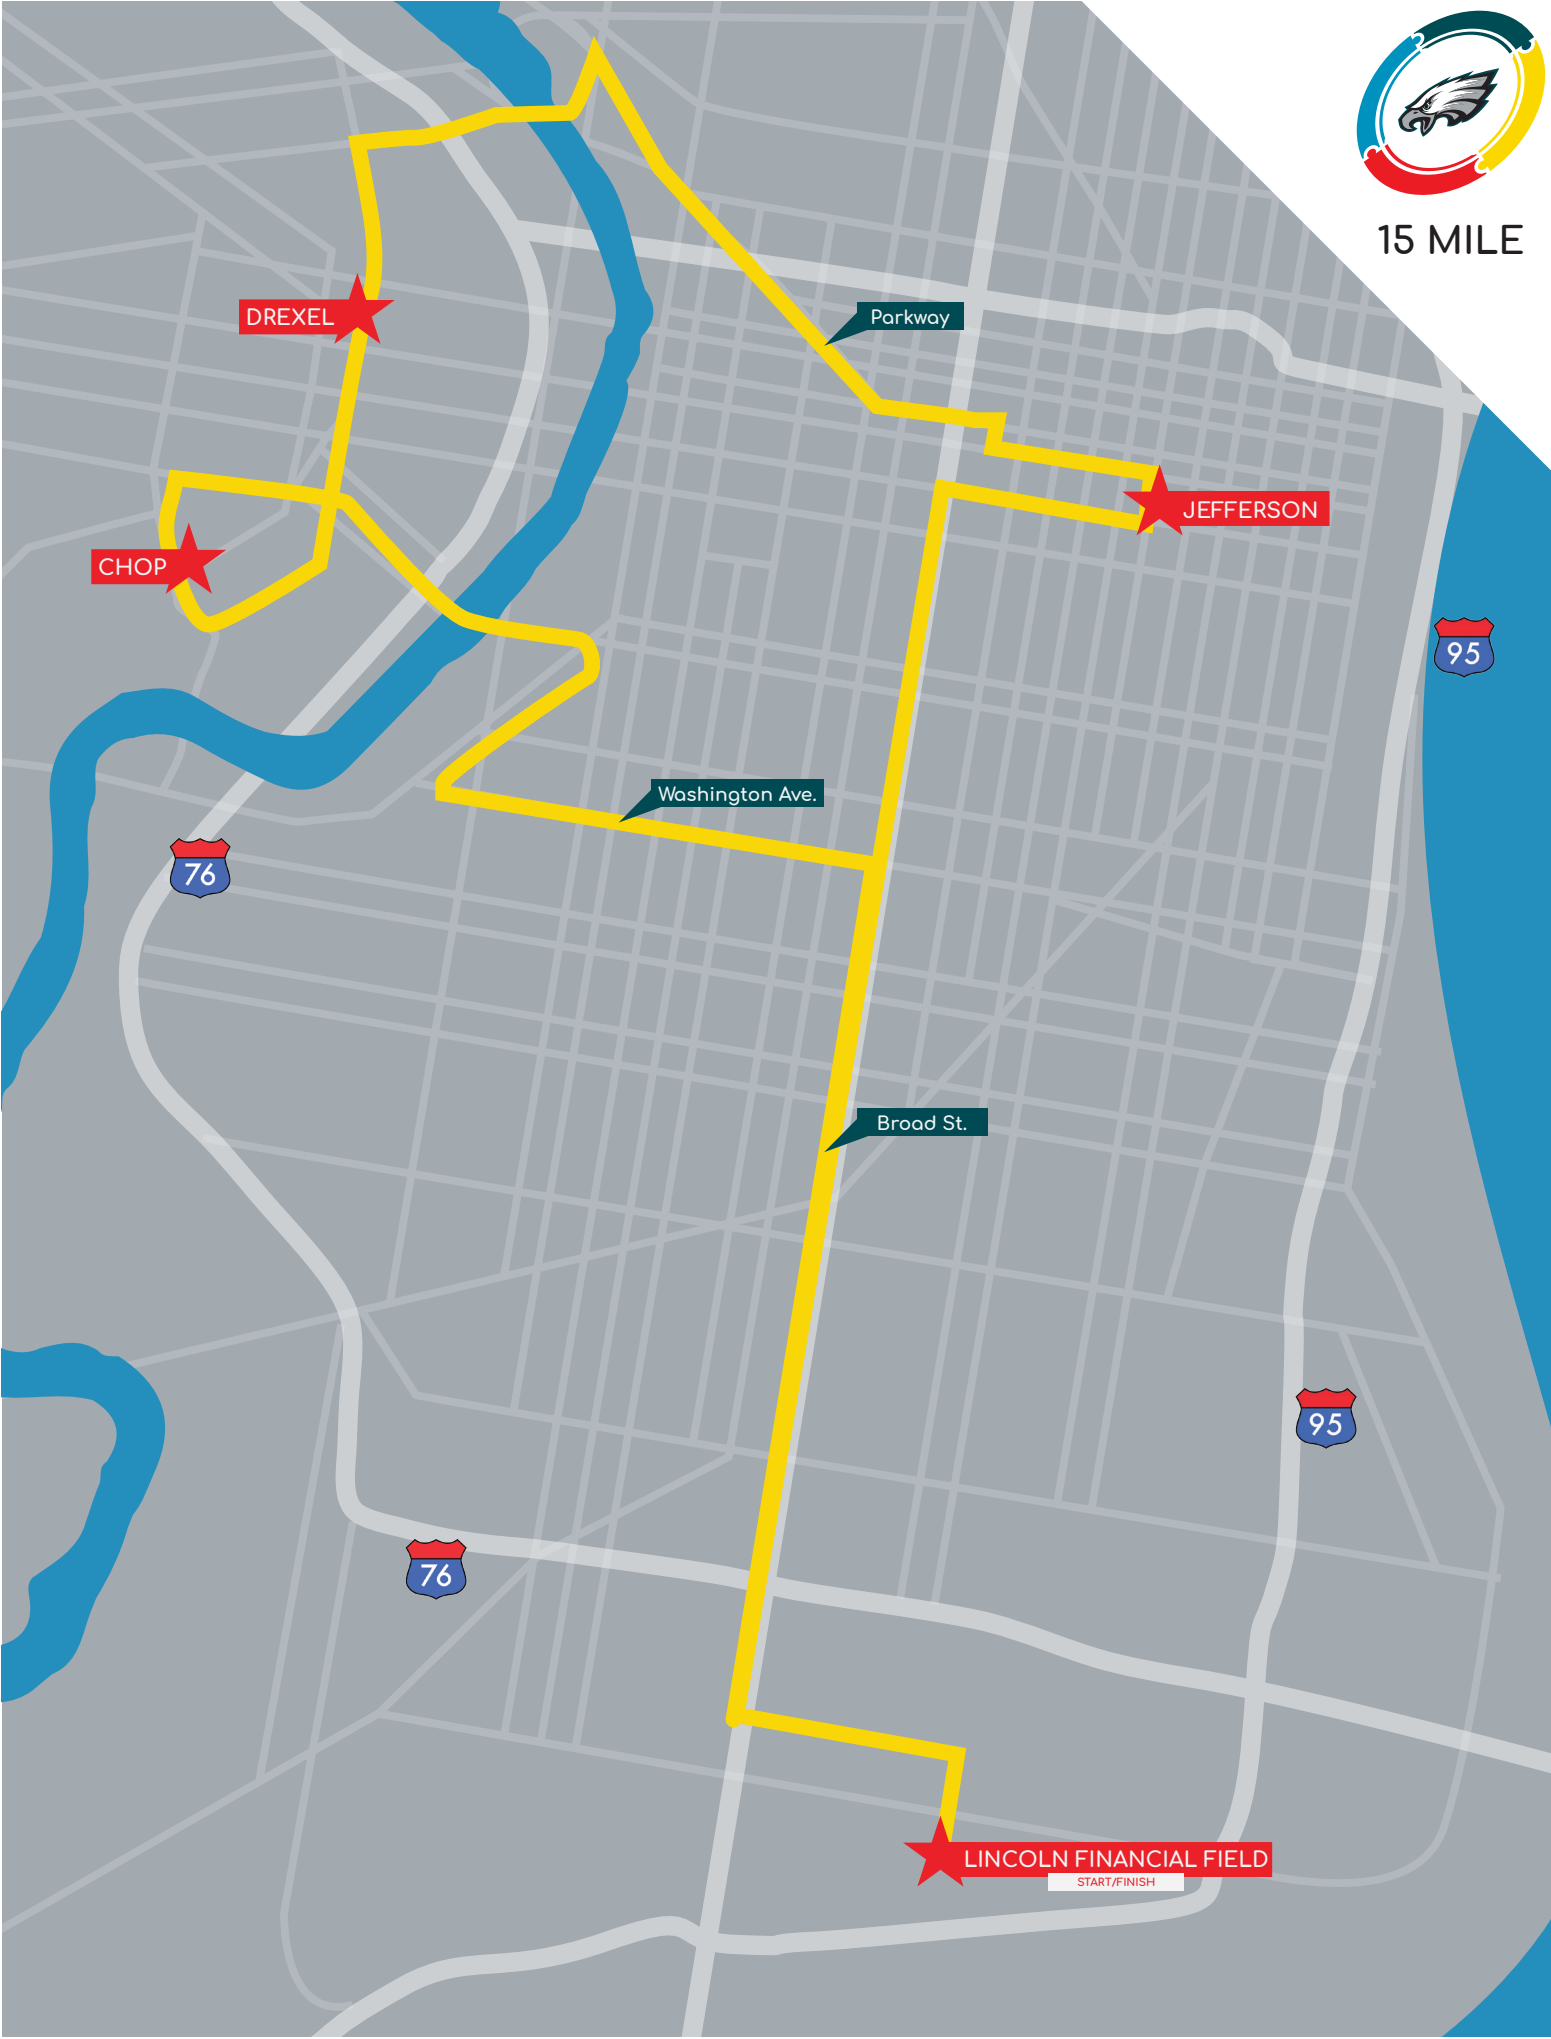 15 MILE
DREXEL
Parkway
JEFFERSON
CHOP
95
Washington Ave.
76
Broad St.
95
76
LINCOLN FINANCIAL FIELD
START/FINISH